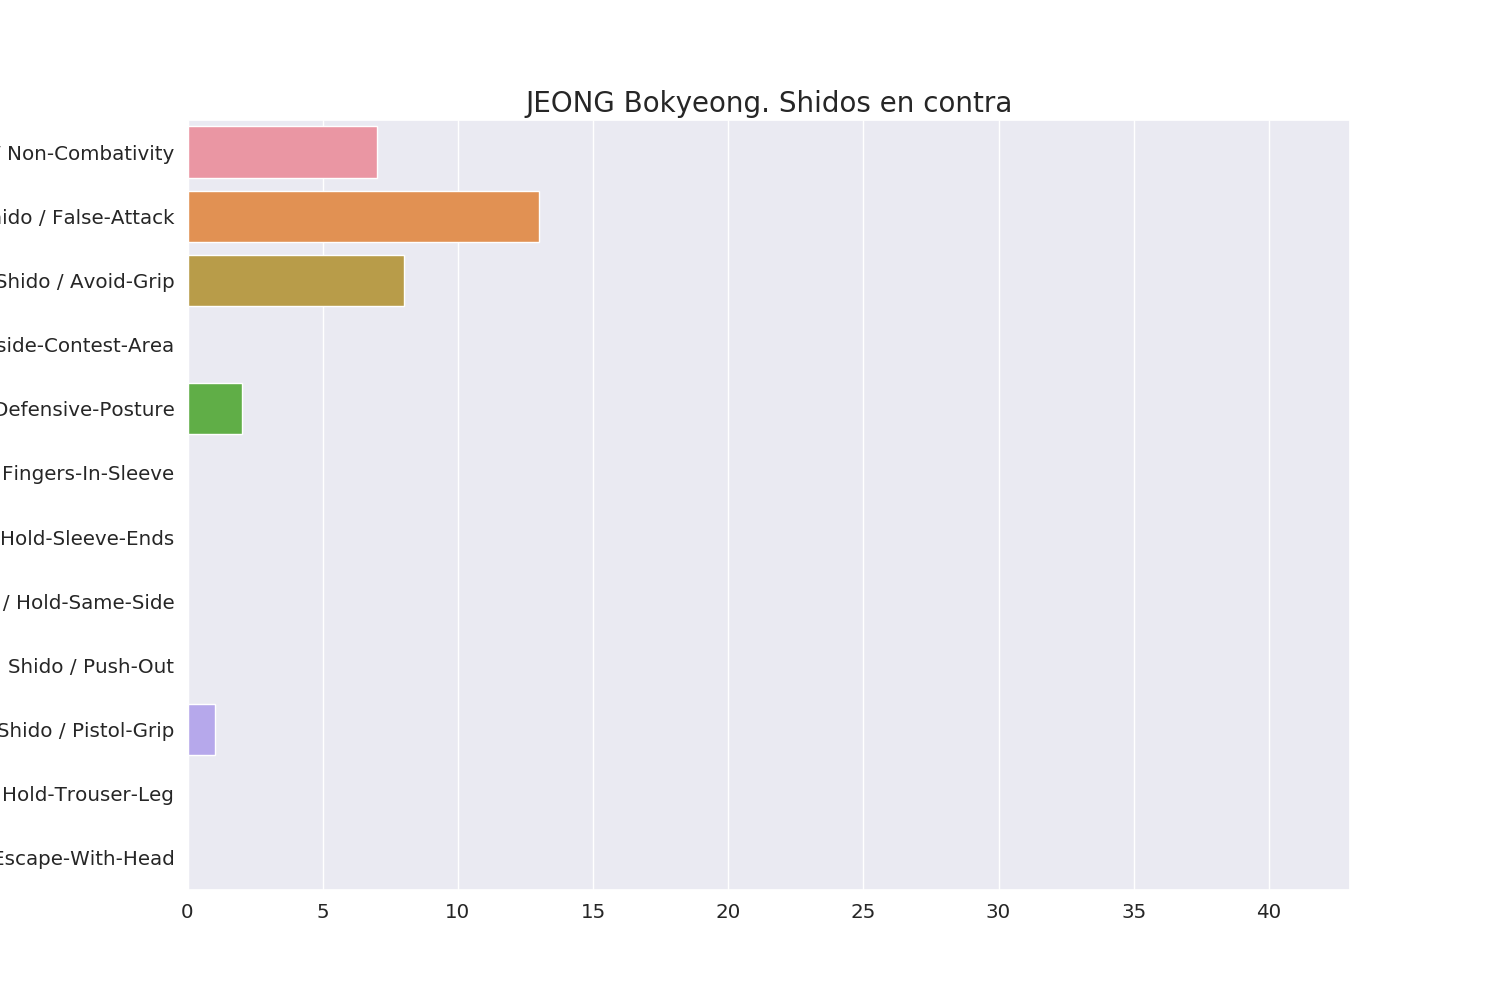 JEONG Bokyeong. Shidos en contra
/ Non-Combativity
ido / False-Attack
Shido / Avoid-Grip
side-Contest-Area
Defensive-Posture
Fingers-In-Sleeve
Hold-Sleeve-Ends
/ Hold-Same-Side
Shido / Push-Out
Shido / Pistol-Grip
Hold-Trouser-Leg
Escape-With-Head
0 5 10 15 20 25 30 35 40